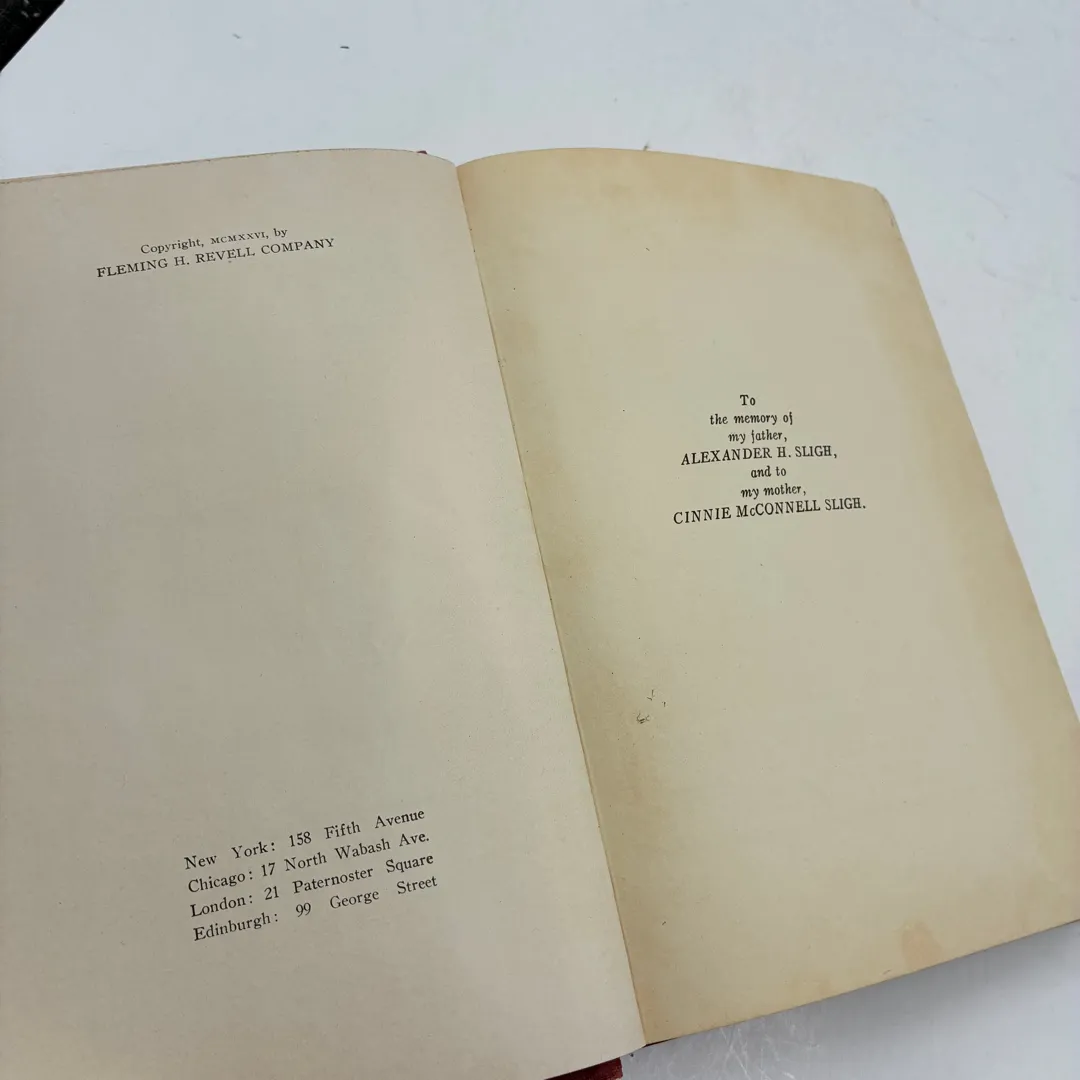 Copyright, MCMXXVI, by
FLEMING H. REVELL COMPANY
New York: 158 Fifth Avenue
Chicago: 17 North Wabash Ave.
London: 21 Paternoster Square
Edinburgh: 99 George Street
To
the memory of
my father,
ALEXANDER H. SLIGH,
and to
my mother,
CINNIE McCONNELL SLIGH.